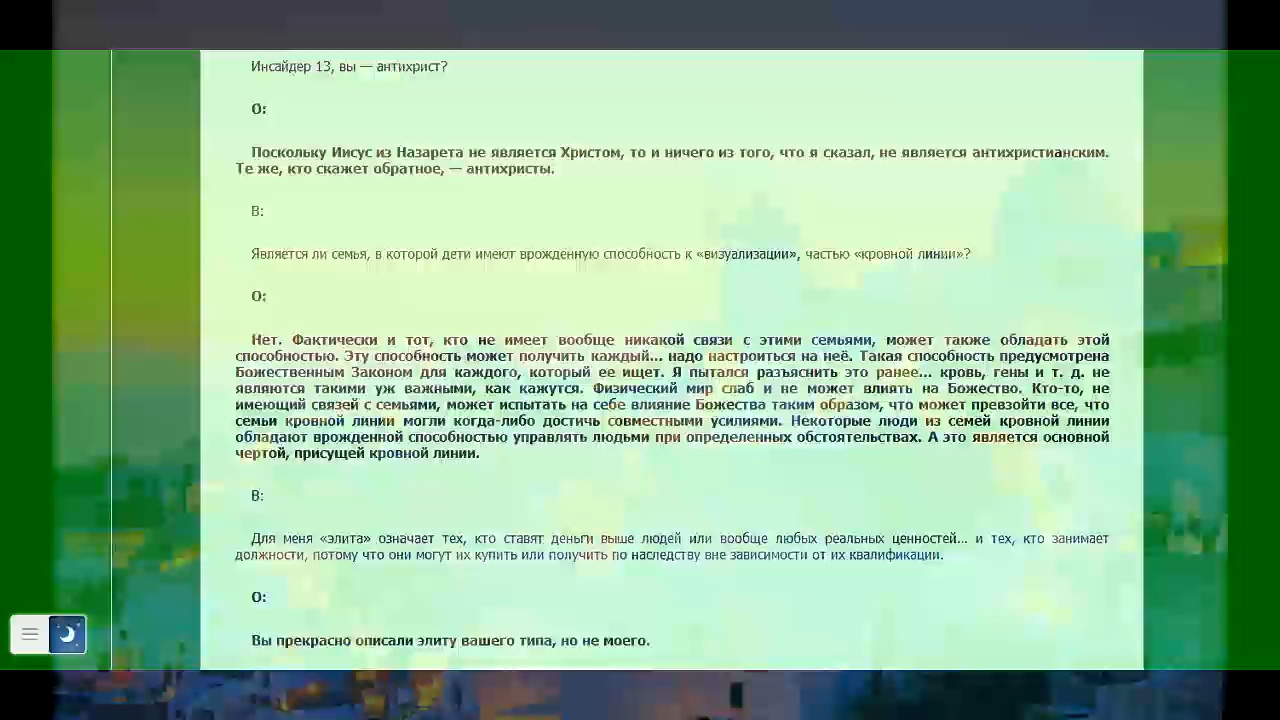 Инсайдер 13, вы — антихрист?
О:
Поскольку Иисус из Назарета не является Христом, то и ничего из того, что я сказал, не является антихристианским.
Те же, кто скажет обратное, — антихристы.
В:
Является ли семья, в которой дети имеют врожденную способность к «визуализации», частью «кровной линии»?
О:
Нет. Фактически и тот, кто не имеет вообще никакой связи с этими семьями, может также обладать этой
способностью. Эту способность может получить каждый... надо настроиться на неё. Такая способность предусмотрена
Божественным Законом для каждого, который ее ищет. Я пытался разъяснить это ранее... кровь, гены и т. д. не
являются такими уж важными, как кажутся. Физический мир слаб и не может влиять на Божество. Кто-то, не
имеющий связей с семьями, может испытать на себе влияние Божества таким образом, что может превзойти все, что
семьи кровной линии могли когда-либо достичь совместными усилиями. Некоторые люди из семей кровной линии
обладают врожденной способностью управлять людьми при определенных обстоятельствах. А это является основной
чертой, присущей кровной линии.
В:
Для меня «элита» означает тех, кто ставят деньги выше людей или вообще любых реальных ценностей... и тех, кто занимает
должности, потому что они могут их купить или получить по наследству вне зависимости от их квалификации.
О:
Вы прекрасно описали элиту вашего типа, но не моего.